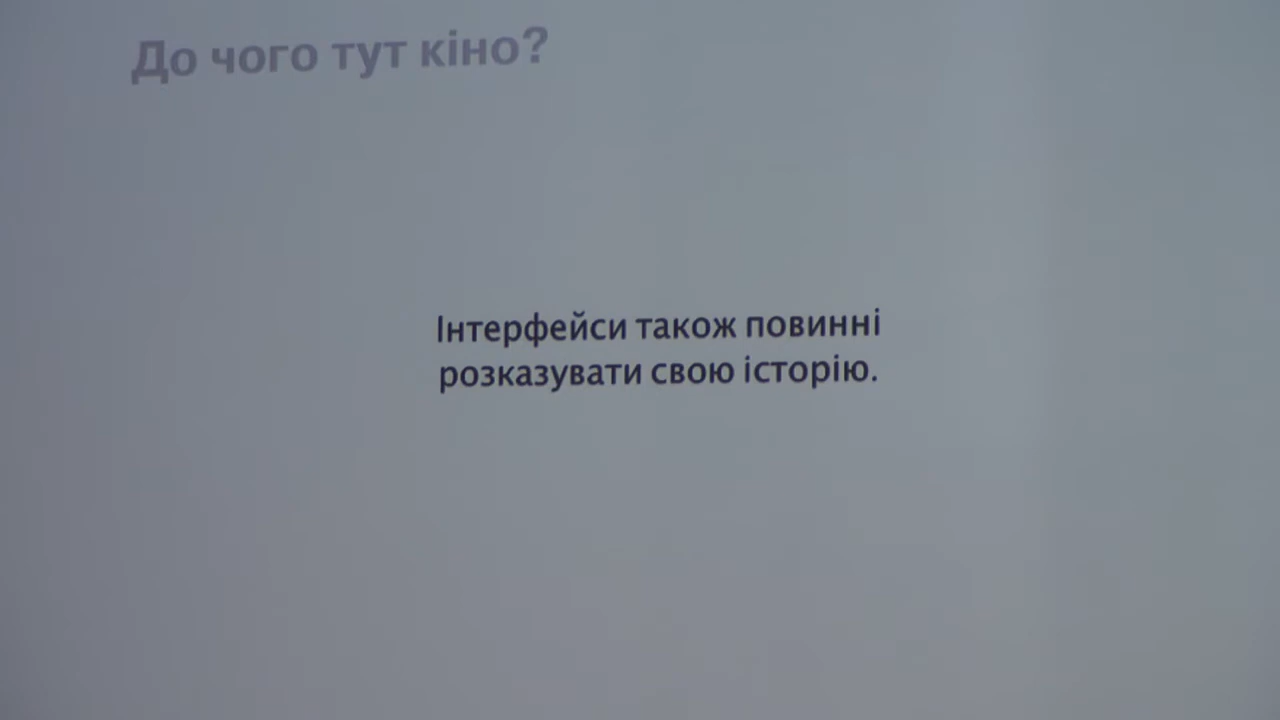 До чого тут кіно?
Інтерфейси також повинні
розказувати свою історію.